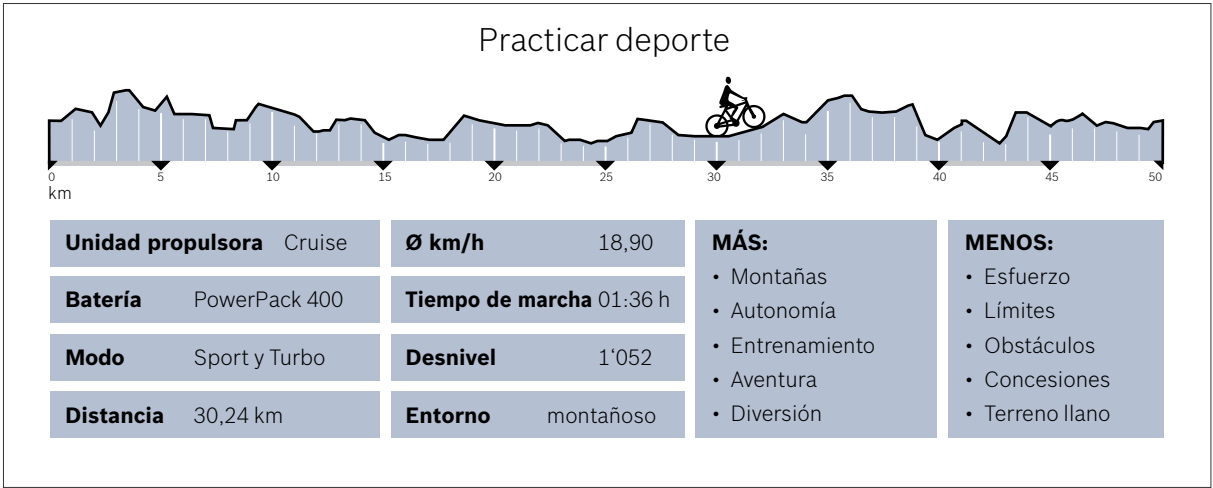 Practicar deporte
0 5 10 15 20 25 30 35 40 45 50
km
Unidad propulsora Cruise
Batería PowerPack 400
Modo Sport y Turbo
Distancia 30,24 km
Ø km/h 18,90
Tiempo de marcha 01:36 h
Desnivel 1‘052
Entorno montañoso
MÁS:
• Montañas
• Autonomía
• Entrenamiento
• Aventura
• Diversión
MENOS:
• Esfuerzo
• Límites
• Obstáculos
• Concesiones
• Terreno llano